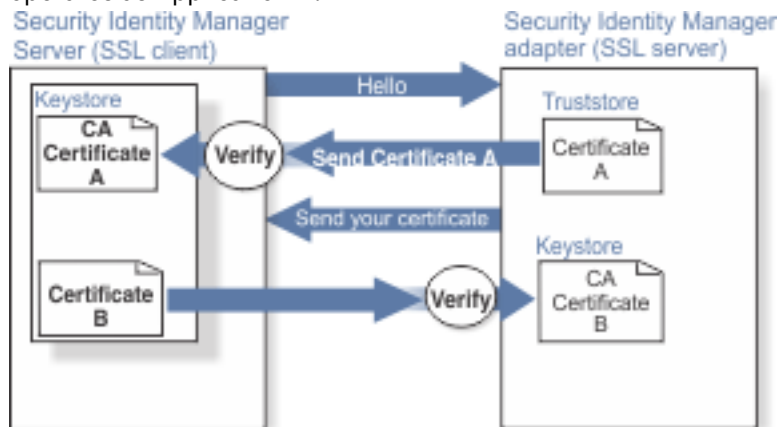 Security Identity Manager
Server (SSL client)
Security Identity Manager
adapter (SSL server)
Hello
Keystore
CA
Certificate
A
Verify
Send Certificate A
Truststore
Certificate
A
Send your certificate
Certificate
B
Verify
Keystore
CA
Certificate
B